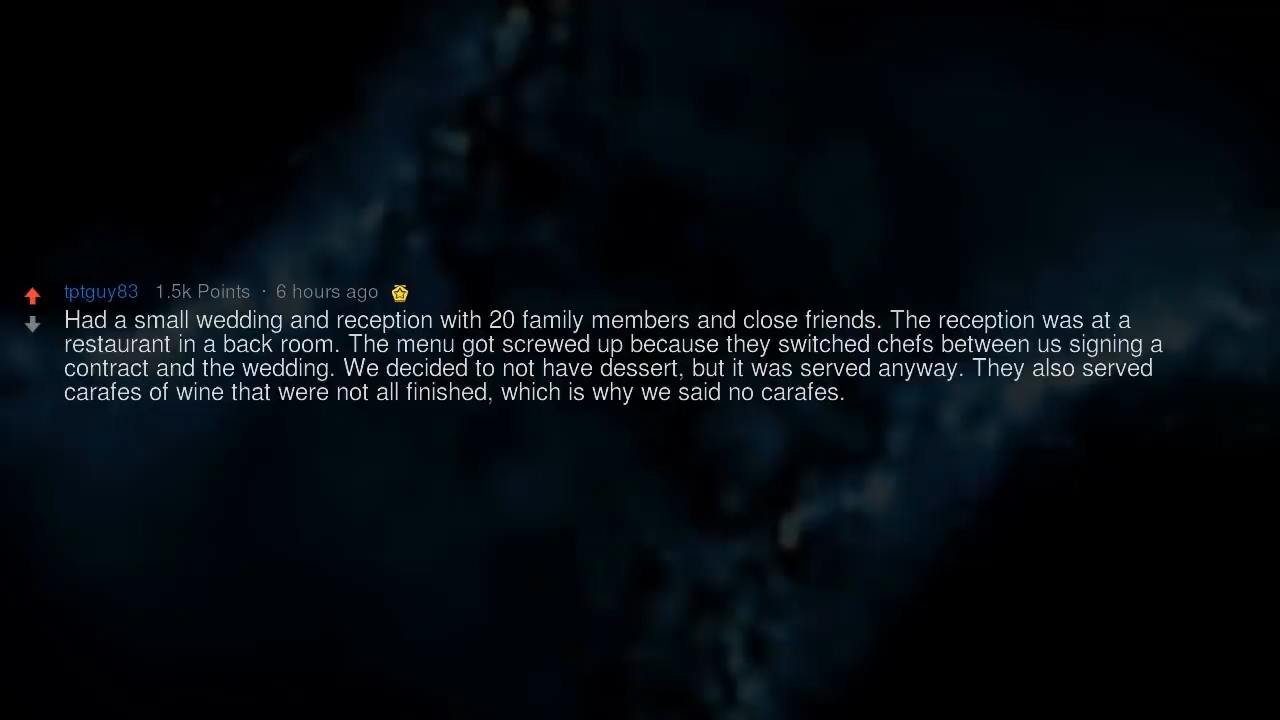 tptguy83 1.5k Points · 6 hours ago
Had a small wedding and reception with 20 family members and close friends. The reception was at a
restaurant in a back room. The menu got screwed up because they switched chefs between us signing a
contract and the wedding. We decided to not have dessert, but it was served anyway. They also served
carafes of wine that were not all finished, which is why we said no carafes.